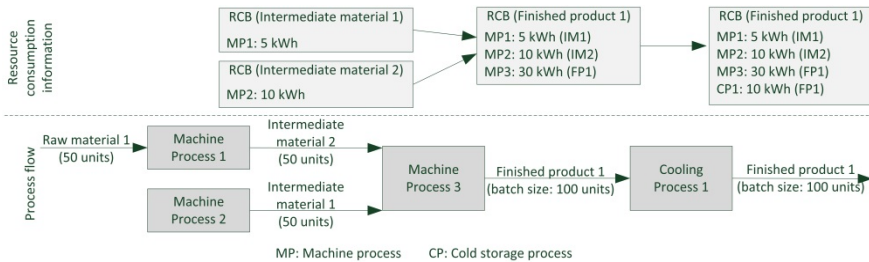 Resource
consumption
information
RCB (Intermediate material 1)
MP1: 5 kWh
RCB (Intermediate material 2)
MP2: 10 kWh
RCB (Finished product 1)
MP1: 5 kWh (IM1)
MP2: 10 kWh (IM2)
MP3: 30 kWh (FP1)
RCB (Finished product 1)
MP1: 5 kWh (IM1)
MP2: 10 kWh (IM2)
MP3: 30 kWh (FP1)
CP1: 10 kWh (FP1)
Process flow
Raw material 1
(50 units)
Machine
Process 1
Intermediate
material 2
(50 units)
Machine
Process 2
Intermediate
material 1
(50 units)
Machine
Process 3
Finished product 1
(batch size: 100 units)
Cooling
Process 1
Finished product 1
(batch size: 100 units)
MP: Machine process
CP: Cold storage process